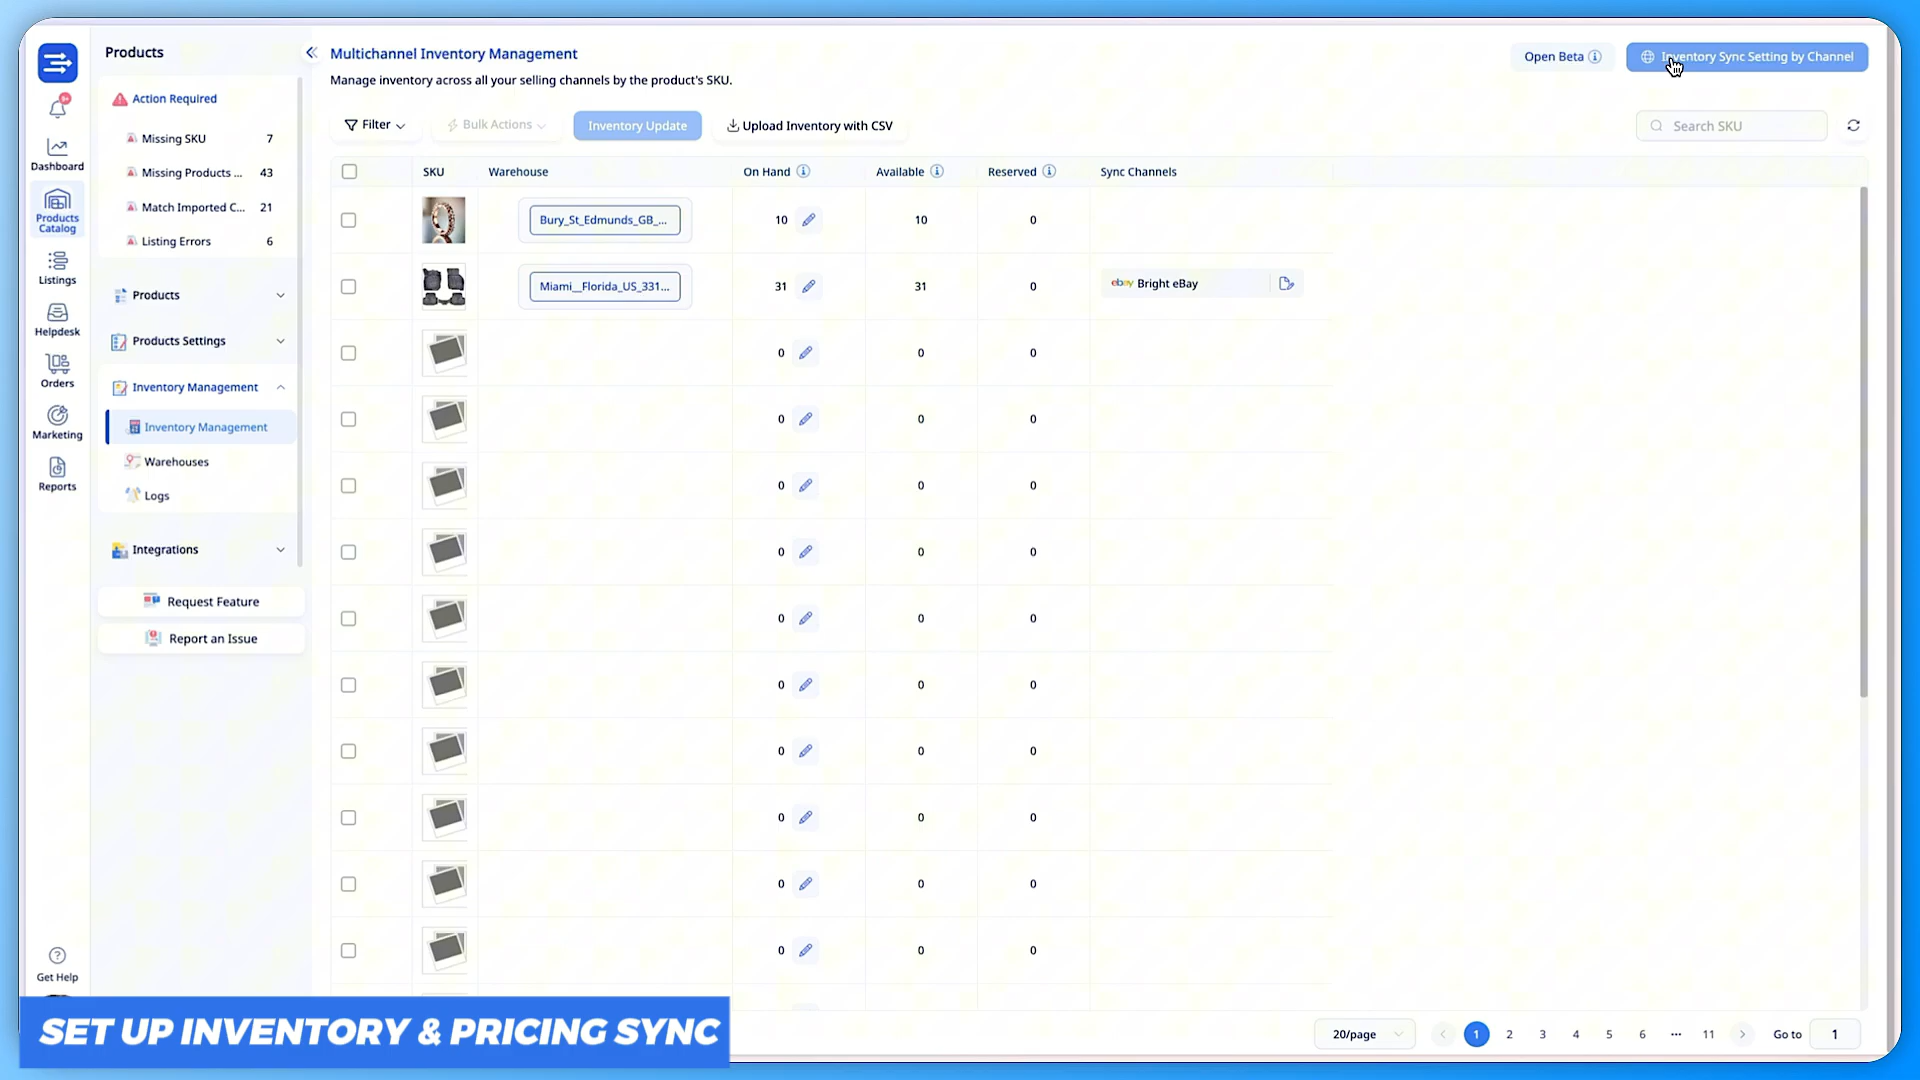 Products
Action Required
Missing SKU 7
Missing Products ... 43
Match Imported C... 21
Listing Errors 6
Products
Products Settings
Inventory Management
Inventory Management
Warehouses
Logs
Integrations
Request Feature
Report an Issue
9+
Dashboard
Products
Catalog
Listings
Helpdesk
Orders
Marketing
Reports
Get Help
Multichannel Inventory Management
Manage inventory across all your selling channels by the product's SKU.
Open Beta
Inventory Sync Setting by Channel
Filter
Bulk Actions
Inventory Update
Upload Inventory with CSV
Search SKU
SKU Warehouse On Hand Available Reserved Sync Channels
Bury_St_Edmunds_GB_... 10 10 0
Miami__Florida_US_331... 31 31 0 ebay Bright eBay
0 0 0
0 0 0
0 0 0
0 0 0
0 0 0
0 0 0
0 0 0
0 0 0
0 0 0
0 0 0
20/page 1 2 3 4 5 6 ... 11 Go to 1
SET UP INVENTORY & PRICING SYNC